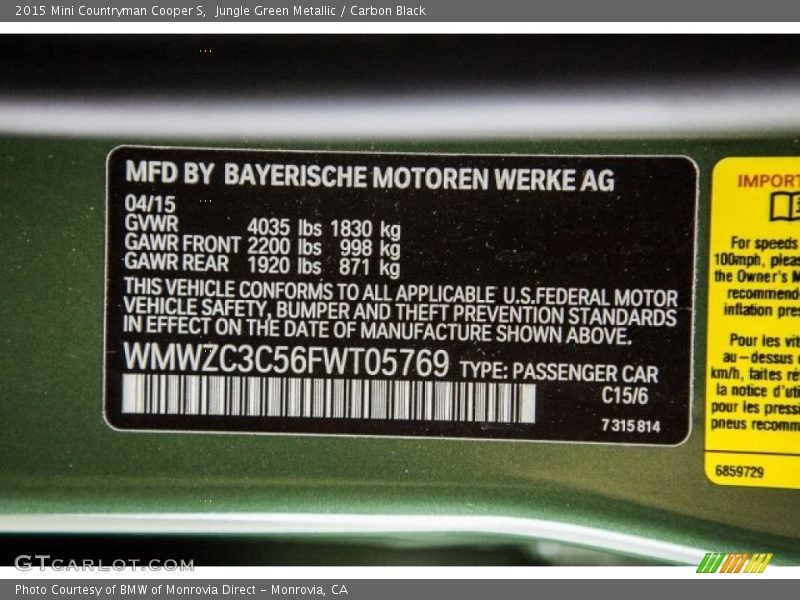 2015 Mini Countryman Cooper S,  Jungle Green Metallic / Carbon Black
MFD BY BAYERISCHE MOTOREN WERKE AG
04/15
GVWR 4035 lbs 1830 kg
GAWR FRONT 2200 lbs 998 kg
GAWR REAR 1920 lbs 871 kg
THIS VEHICLE CONFORMS TO ALL APPLICABLE U.S.FEDERAL MOTOR
VEHICLE SAFETY, BUMPER AND THEFT PREVENTION STANDARDS
IN EFFECT ON THE DATE OF MANUFACTURE SHOWN ABOVE.
WMWZC3C56FWT05769 TYPE: PASSENGER CAR
C15/6
7 315 814
IMPORT
For speeds
100mph, pleas
the Owner's M
recommend
inflation pres
Pour les vit
au-dessus d
km/h, faites ré
la notice d'uti
pour les pressi
pneus recomm
6859729
GTCARLOT.COM
Photo Courtesy of BMW of Monrovia Direct - Monrovia, CA